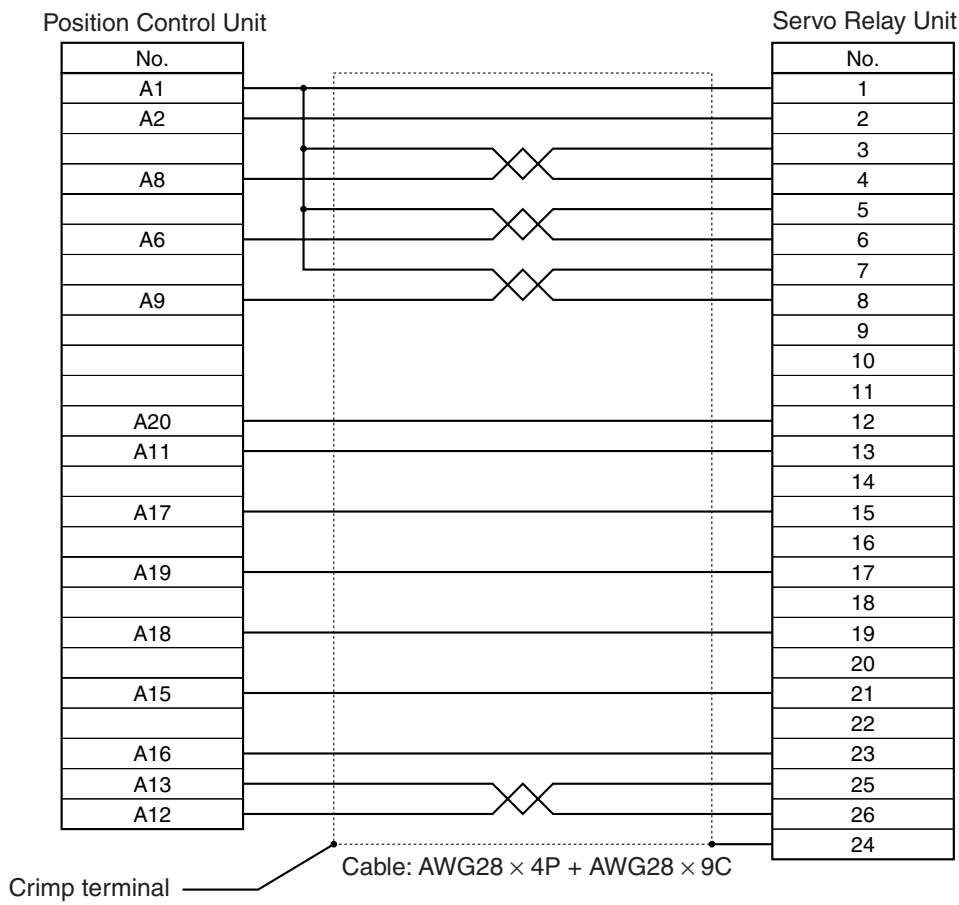 Position Control Unit Servo Relay Unit
No. No.
A1 1
A2 2
3
A8 4
5
A6 6
7
A9 8
9
10
11
A20 12
A11 13
14
A17 15
16
A19 17
18
A18 19
20
A15 21
22
A16 23
A13 25
A12 26
24
Cable: AWG28 × 4P + AWG28 × 9C
Crimp terminal